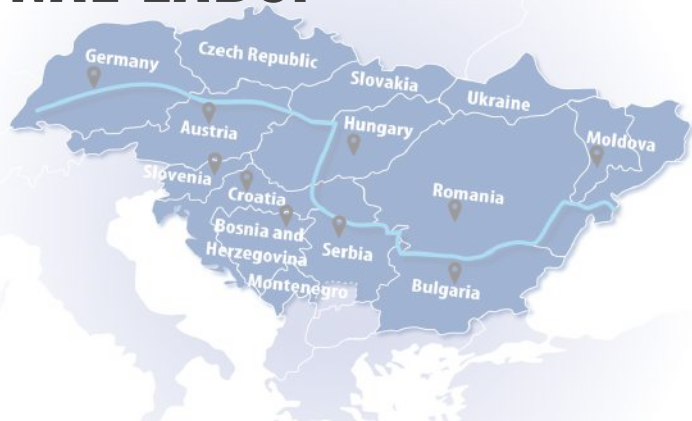 Germany
Czech Republic
Slovakia
Ukraine
Austria
Hungary
Moldova
Slovenia
Croatia
Romania
Bosnia and
Herzegovina
Serbia
Montenegro
Bulgaria